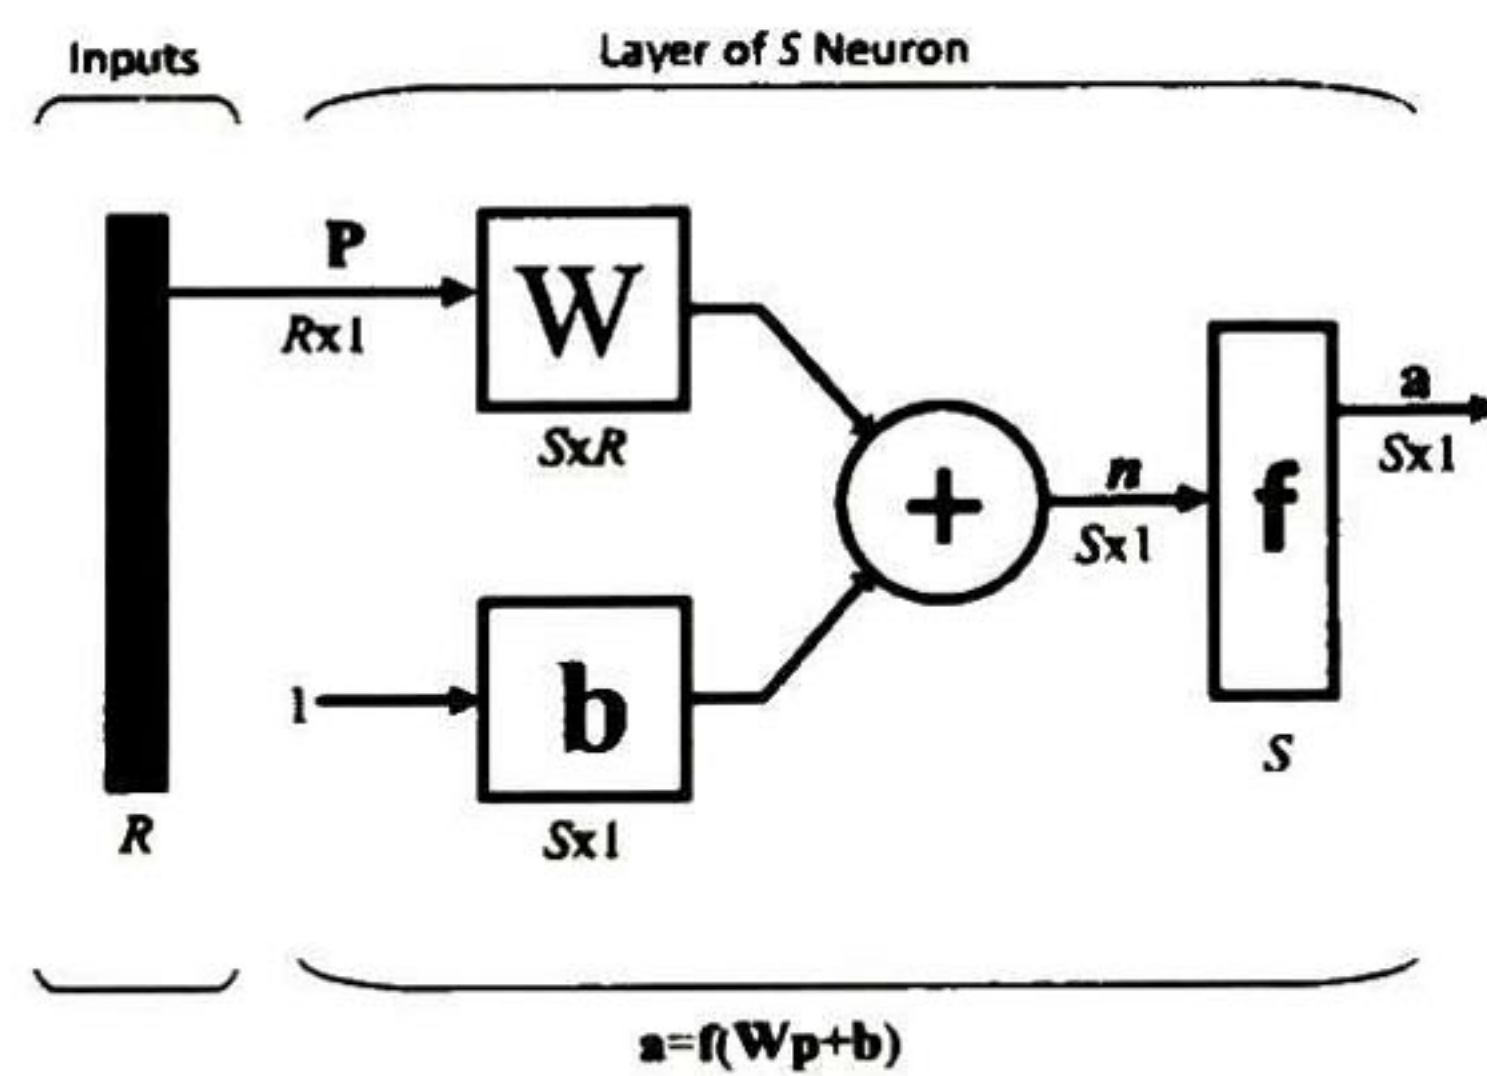 Inputs
Layer of S Neuron
P
Rx1
W
SxR
1
b
Sx1
+
n
Sx1
f
a
Sx1
S
R
a=f(Wp+b)